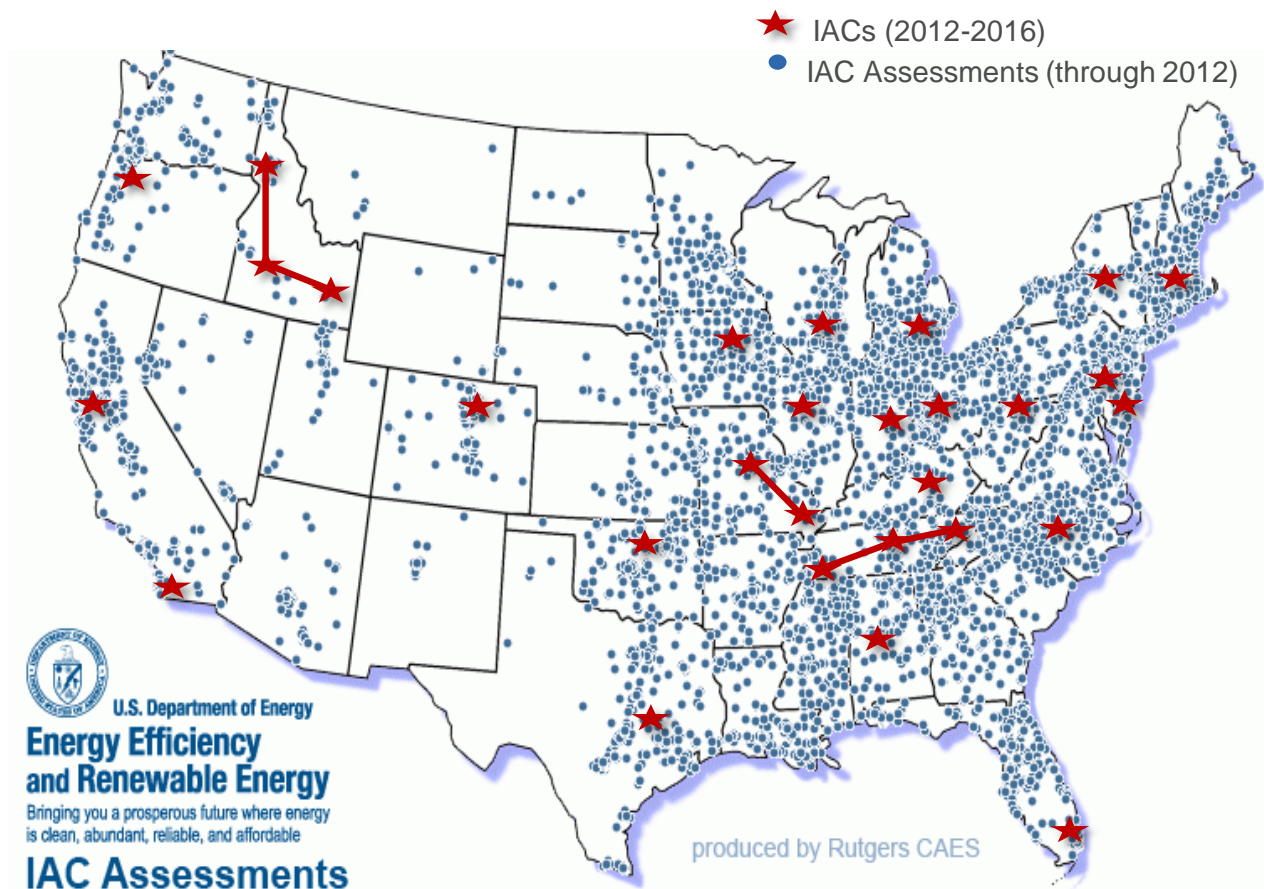 IACs (2012-2016)
IAC Assessments (through 2012)
U.S. Department of Energy
Energy Efficiency
and Renewable Energy
Bringing you a prosperous future where energy
is clean, abundant, reliable, and affordable
IAC Assessments
produced by Rutgers CAES